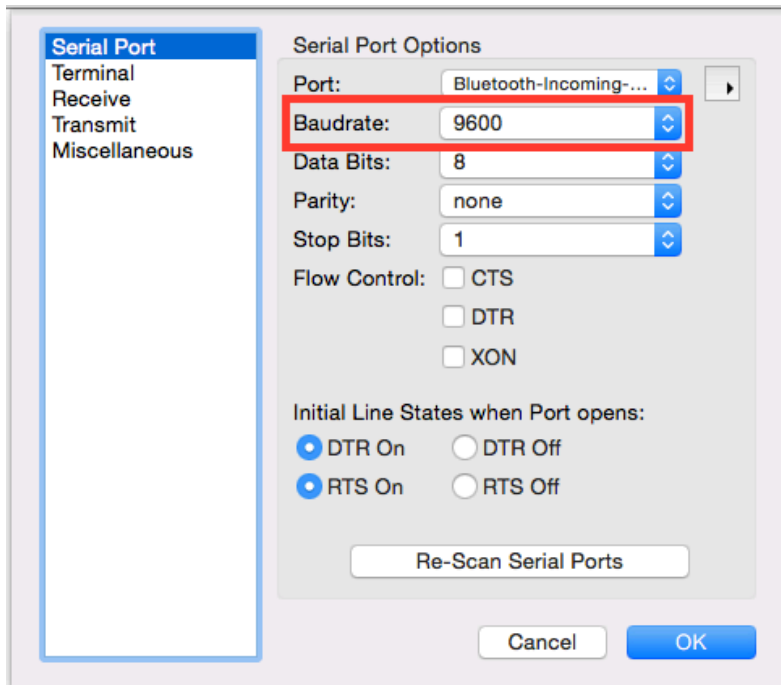 Serial Port
Terminal
Receive
Transmit
Miscellaneous
Serial Port Options
Port: Bluetooth-Incoming-...
Baudrate: 9600
Data Bits: 8
Parity: none
Stop Bits: 1
Flow Control: CTS
DTR
XON
Initial Line States when Port opens:
DTR On DTR Off
RTS On RTS Off
Re-Scan Serial Ports
Cancel OK